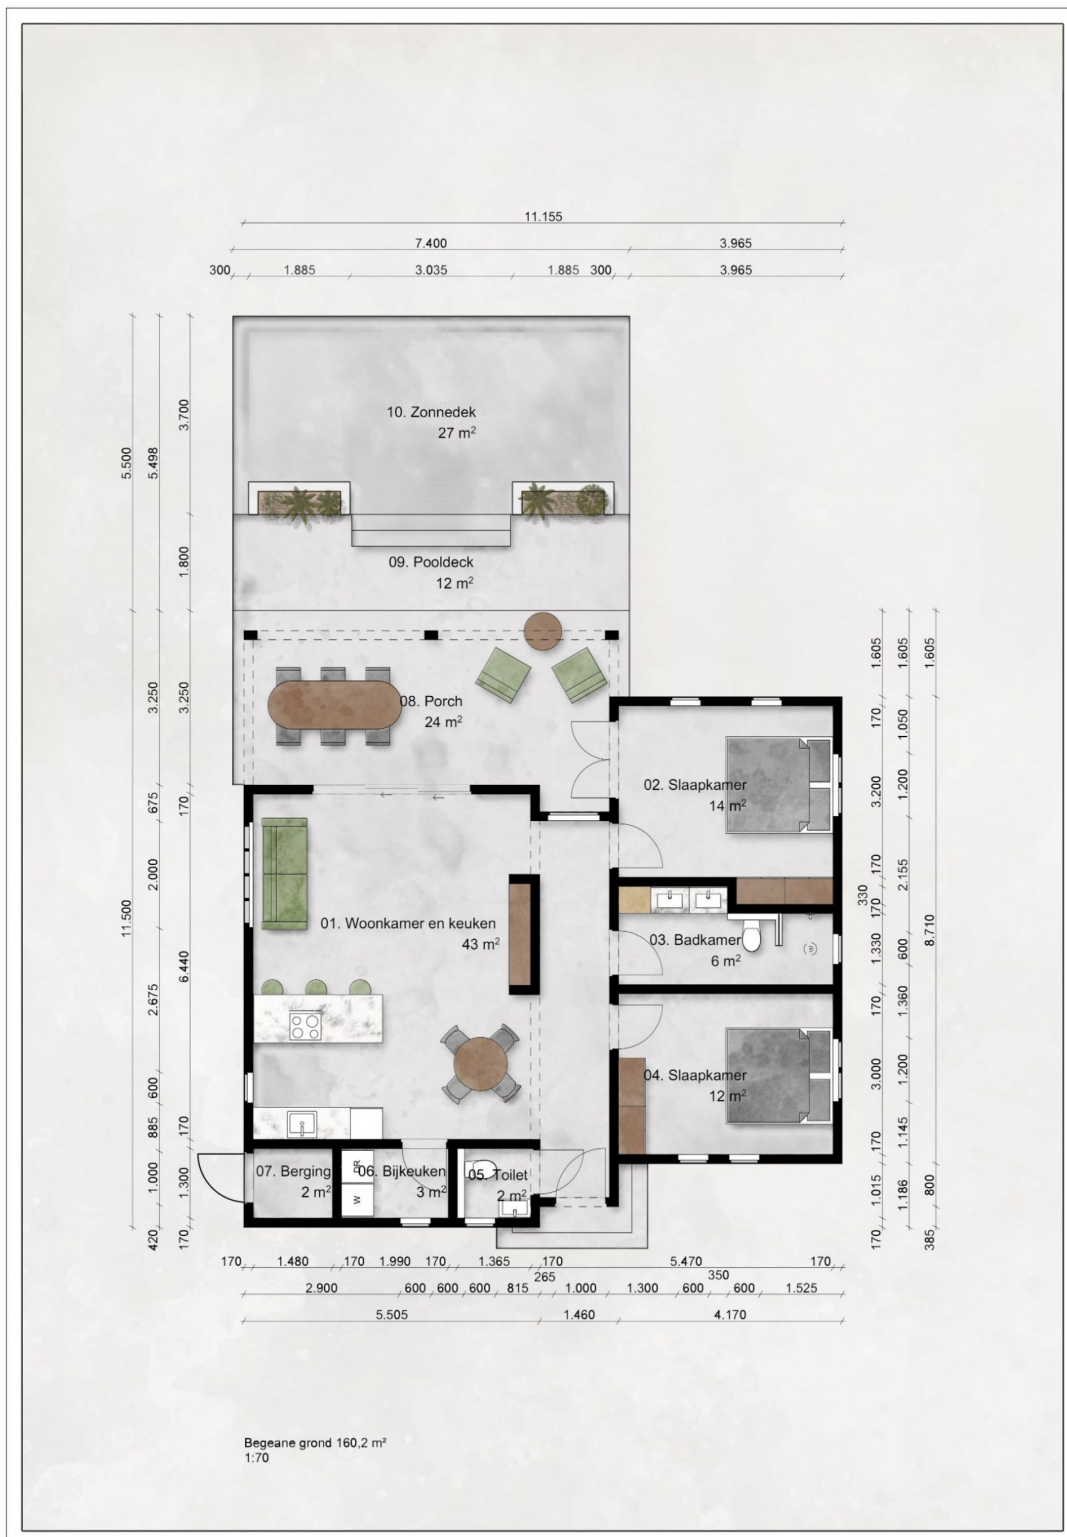 11.155
7.400 3.965
300 1.885 3.035 1.885 300 3.965
5.500
5.498
3.700
1.800
10. Zonnedek
27 m²
09. Pooldeck
12 m²
11.500
3.250
675
2.000
2.675
600
885
1.000
420
3.250
170
6.440
170
1.300
170
08. Porch
24 m²
02. Slaapkamer
14 m²
01. Woonkamer en keuken
43 m²
03. Badkamer
6 m²
04. Slaapkamer
12 m²
07. Berging
2 m²
DR
W
06. Bijkeuken
3 m²
05. Toilet
2 m²
1.605
170
3.200
170
330
170
1.330
170
3.000
170
1.015
170
1.605
1.050
1.200
2.155
600
1.360
1.200
1.145
1.186
1.605
8.710
800
385
170 1.480 170 1.990 170 1.365 170 5.470 170
265 350
2.900 600 600 600 815 1.000 1.300 600 600 1.525
5.505 1.460 4.170
Begeane grond 160,2 m²
1:70